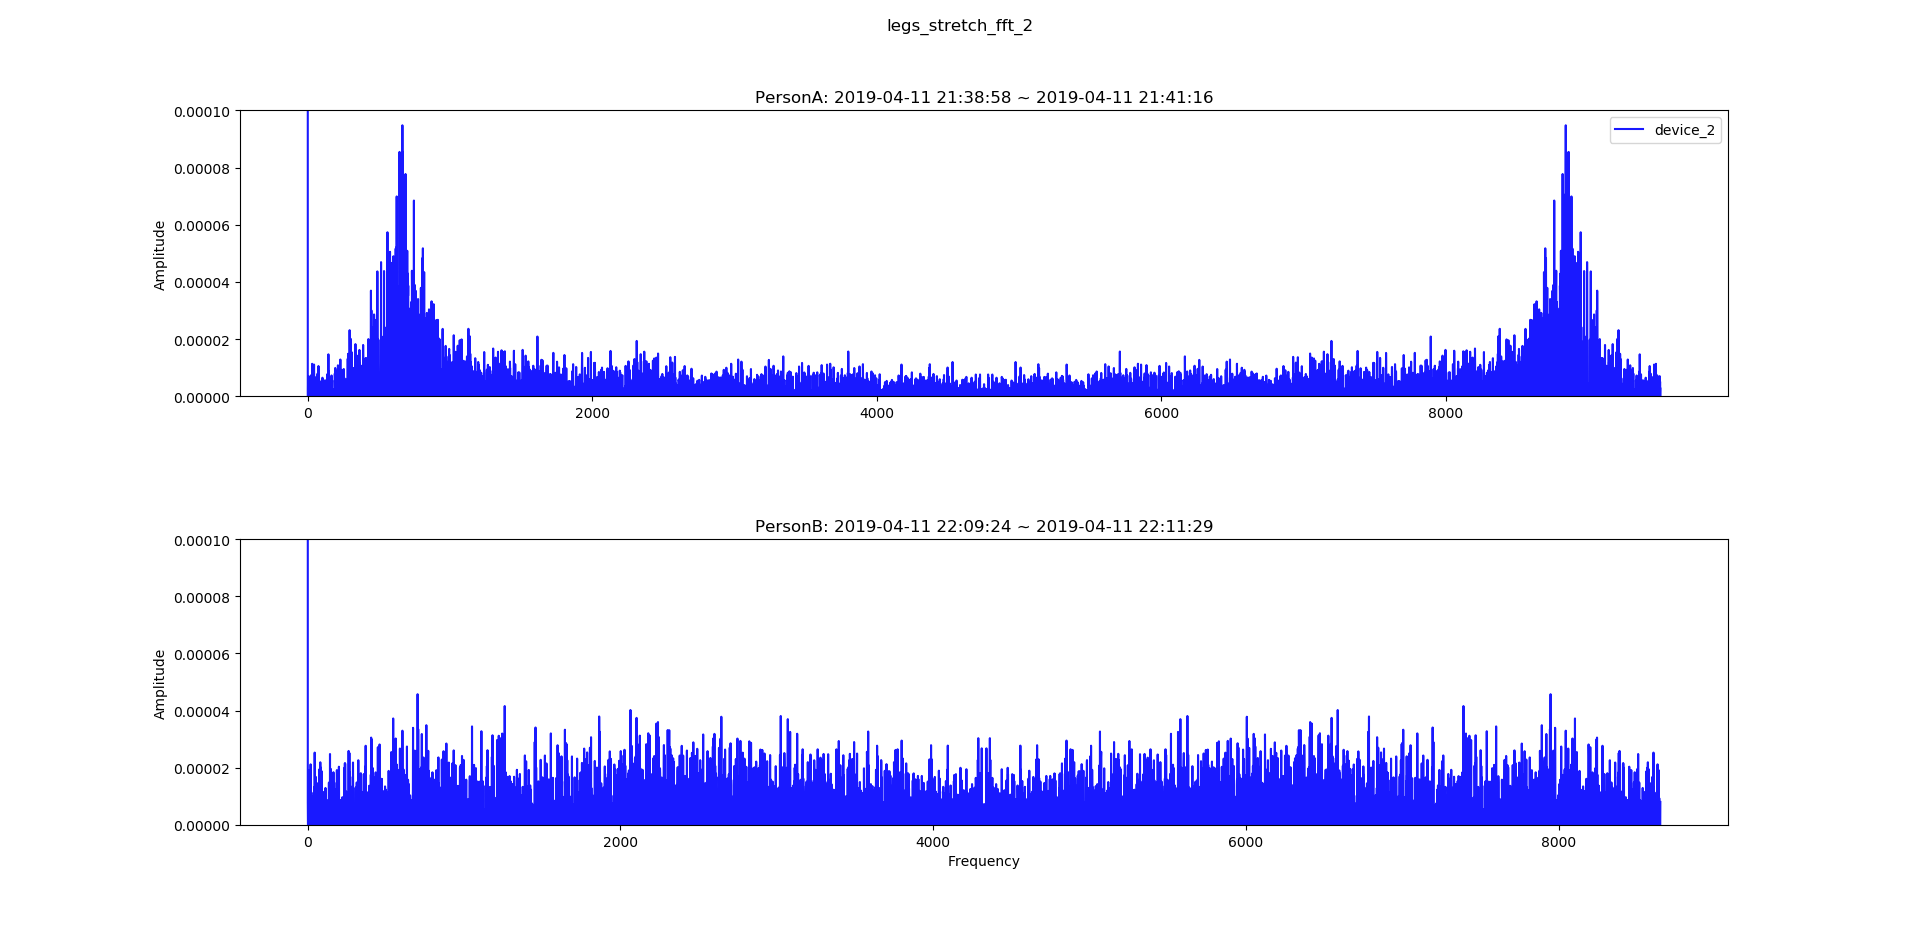 legs_stretch_fft_2
PersonA: 2019-04-11 21:38:58 ~ 2019-04-11 21:41:16
0.00010
0.00008
0.00006
0.00004
0.00002
0.00000
Amplitude
device_2
0 2000 4000 6000 8000
PersonB: 2019-04-11 22:09:24 ~ 2019-04-11 22:11:29
0.00010
0.00008
0.00006
0.00004
0.00002
0.00000
Amplitude
0 2000 4000 6000 8000
Frequency